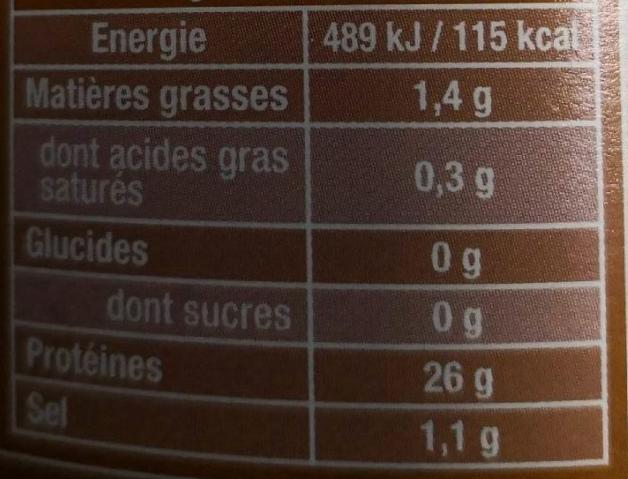 Energie 489 kJ / 115 kcal
Matières grasses 1,4 g
dont acides gras
saturés 0,3 g
Glucides 0 g
dont sucres 0 g
Protéines 26 g
Sel 1,1 g